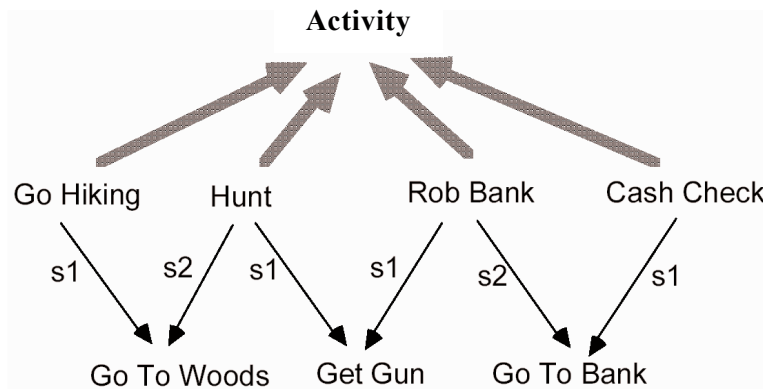 Activity
Go Hiking
Hunt
Rob Bank
Cash Check
s1
s2
s1
s1
s2
s1
Go To Woods
Get Gun
Go To Bank